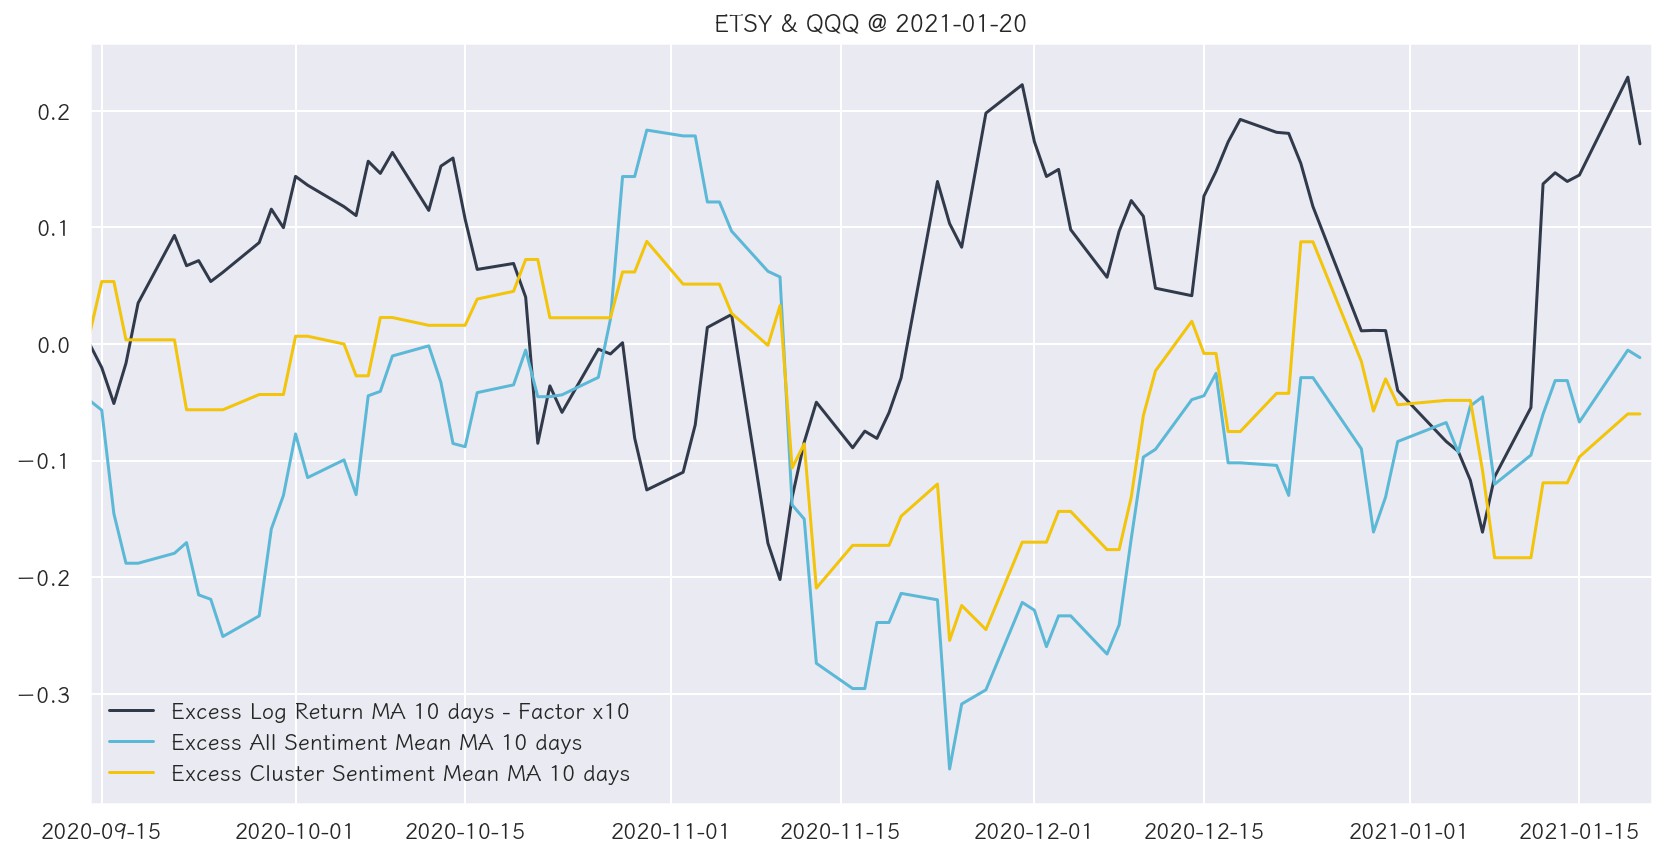 ETSY & QQQ @ 2021-01-20
0.2
0.1
0.0
−0.1
−0.2
−0.3
Excess Log Return MA 10 days - Factor x10
Excess All Sentiment Mean MA 10 days
Excess Cluster Sentiment Mean MA 10 days
2020-09-15 2020-10-01 2020-10-15 2020-11-01 2020-11-15 2020-12-01 2020-12-15 2021-01-01 2021-01-15